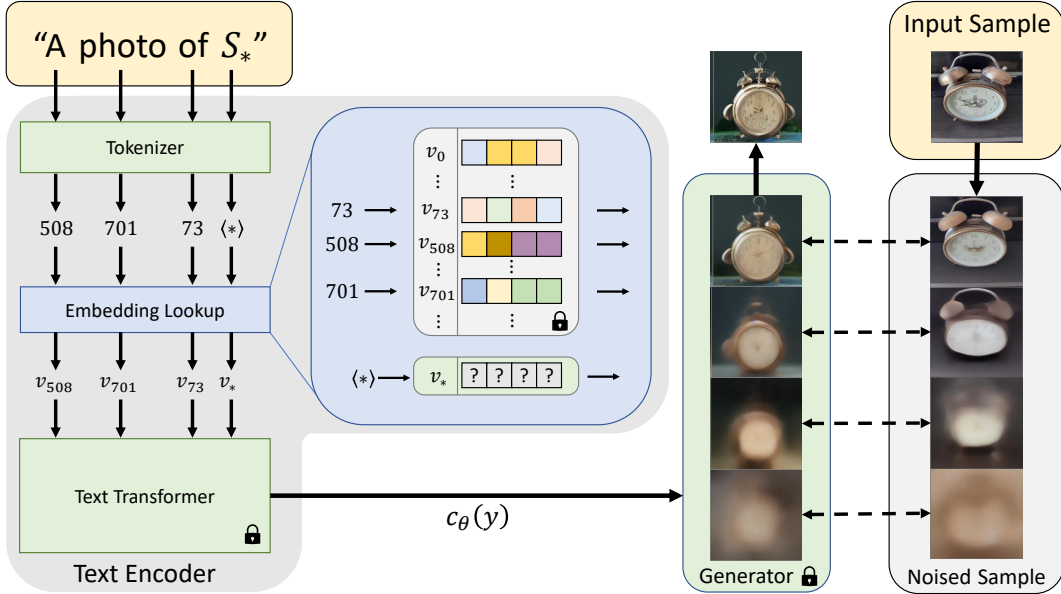 “A photo of S*”
Tokenizer
508 701 73 ⟨*⟩
Embedding Lookup
v508 v701 v73 v*
Text Transformer
Text Encoder
v0
⋮ ⋮
73 v73
508 v508
⋮ ⋮
701 v701
⋮ ⋮
⟨*⟩ v* ? ? ? ?
cθ(y)
Generator
Input Sample
Noised Sample